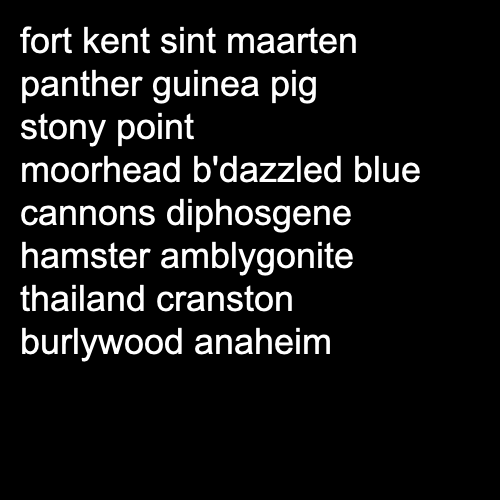 fort kent sint maarten
panther guinea pig
stony point
moorhead b'dazzled blue
cannons diphosgene
hamster amblygonite
thailand cranston
burlywood anaheim